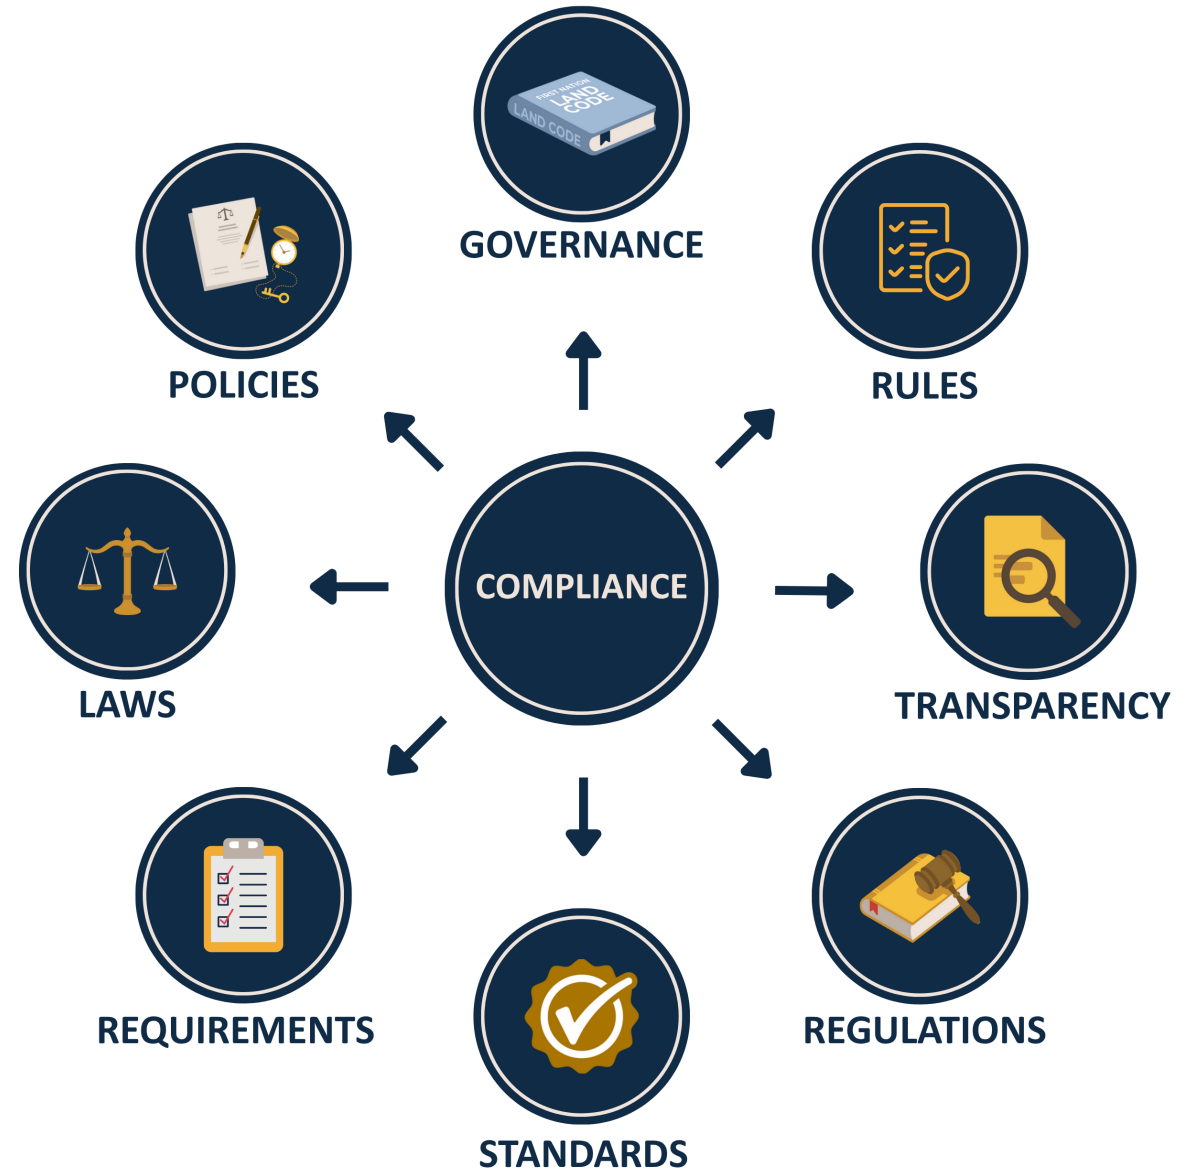 FIRST NATION
LAND
CODE
LAND CODE
GOVERNANCE
POLICIES
RULES
COMPLIANCE
LAWS
TRANSPARENCY
REQUIREMENTS
REGULATIONS
STANDARDS